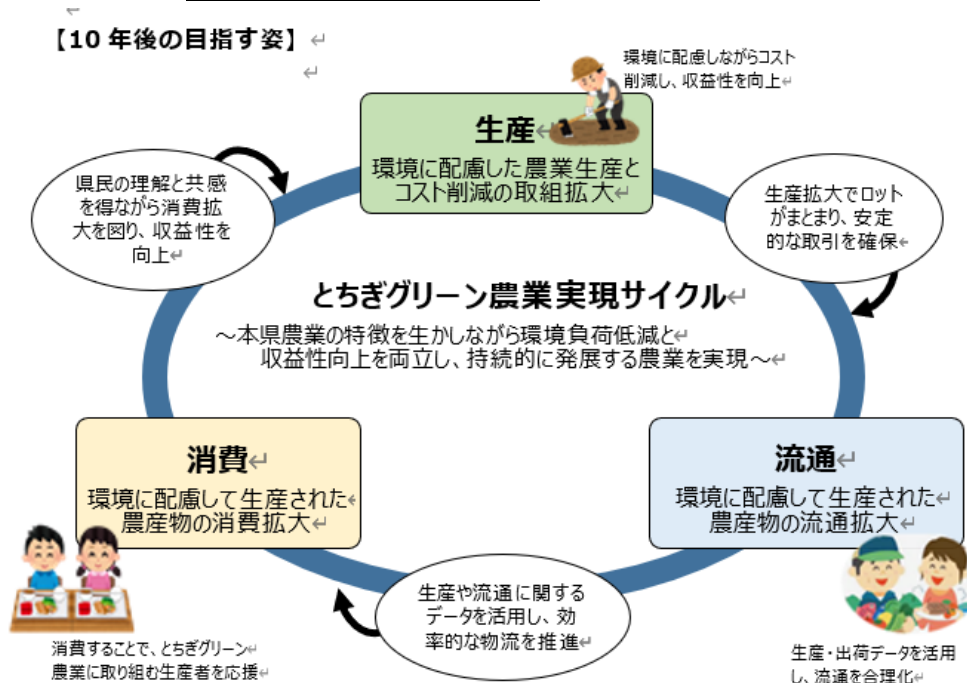 【10 年後の目指す姿】
環境に配慮しながらコスト
削減し、収益性を向上
生産
環境に配慮した農業生産と
コスト削減の取組拡大
県民の理解と共感
を得ながら消費拡
大を図り、収益性を
向上
生産拡大でロット
がまとまり、安定
的な取引を確保
とちぎグリーン農業実現サイクル
～本県農業の特徴を生かしながら環境負荷低減と
収益性向上を両立し、持続的に発展する農業を実現～
消費
環境に配慮して生産された
農産物の消費拡大
流通
環境に配慮して生産された
農産物の流通拡大
生産や流通に関する
データを活用し、効
率的な物流を推進
消費することで、とちぎグリーン
農業に取り組む生産者を応援
生産・出荷データを活用
し、流通を合理化